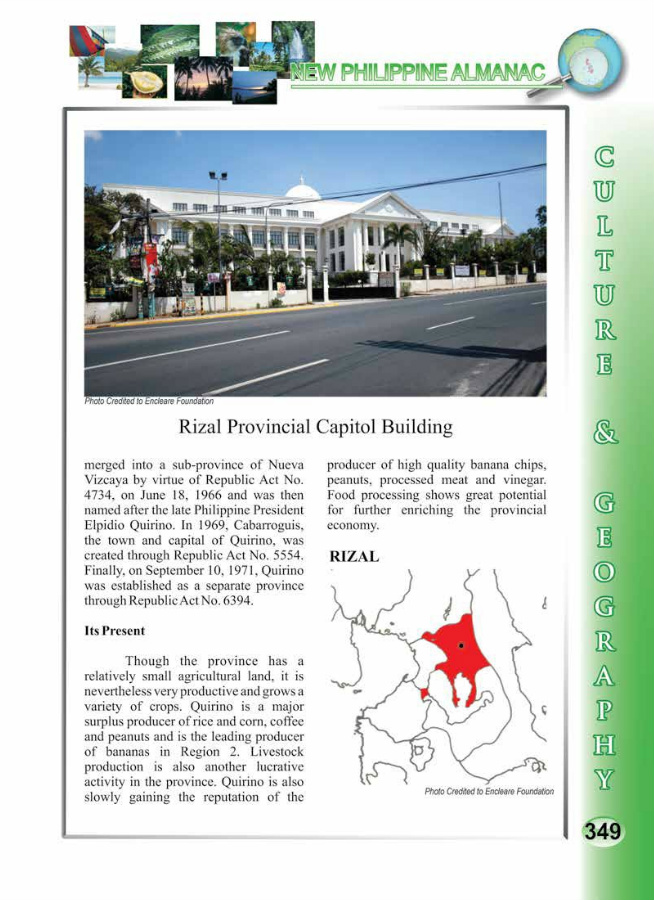 NEW PHILIPPINE ALMANAC
Photo Credited to Encleare Foundation
Rizal Provincial Capitol Building
merged into a sub-province of Nueva
Vizcaya by virtue of Republic Act No.
4734, on June 18, 1966 and was then
named after the late Philippine President
Elpidio Quirino. In 1969, Cabarroguis,
the town and capital of Quirino, was
created through Republic Act No. 5554.
Finally, on September 10, 1971, Quirino
was established as a separate province
through Republic Act No. 6394.
Its Present
Though the province has a
relatively small agricultural land, it is
nevertheless very productive and grows a
variety of crops. Quirino is a major
surplus producer of rice and corn, coffee
and peanuts and is the leading producer
of bananas in Region 2. Livestock
production is also another lucrative
activity in the province. Quirino is also
slowly gaining the reputation of the
producer of high quality banana chips,
peanuts, processed meat and vinegar.
Food processing shows great potential
for further enriching the provincial
economy.
RIZAL
Photo Credited to Encleare Foundation
CULTURE & GEOGRAPHY
349